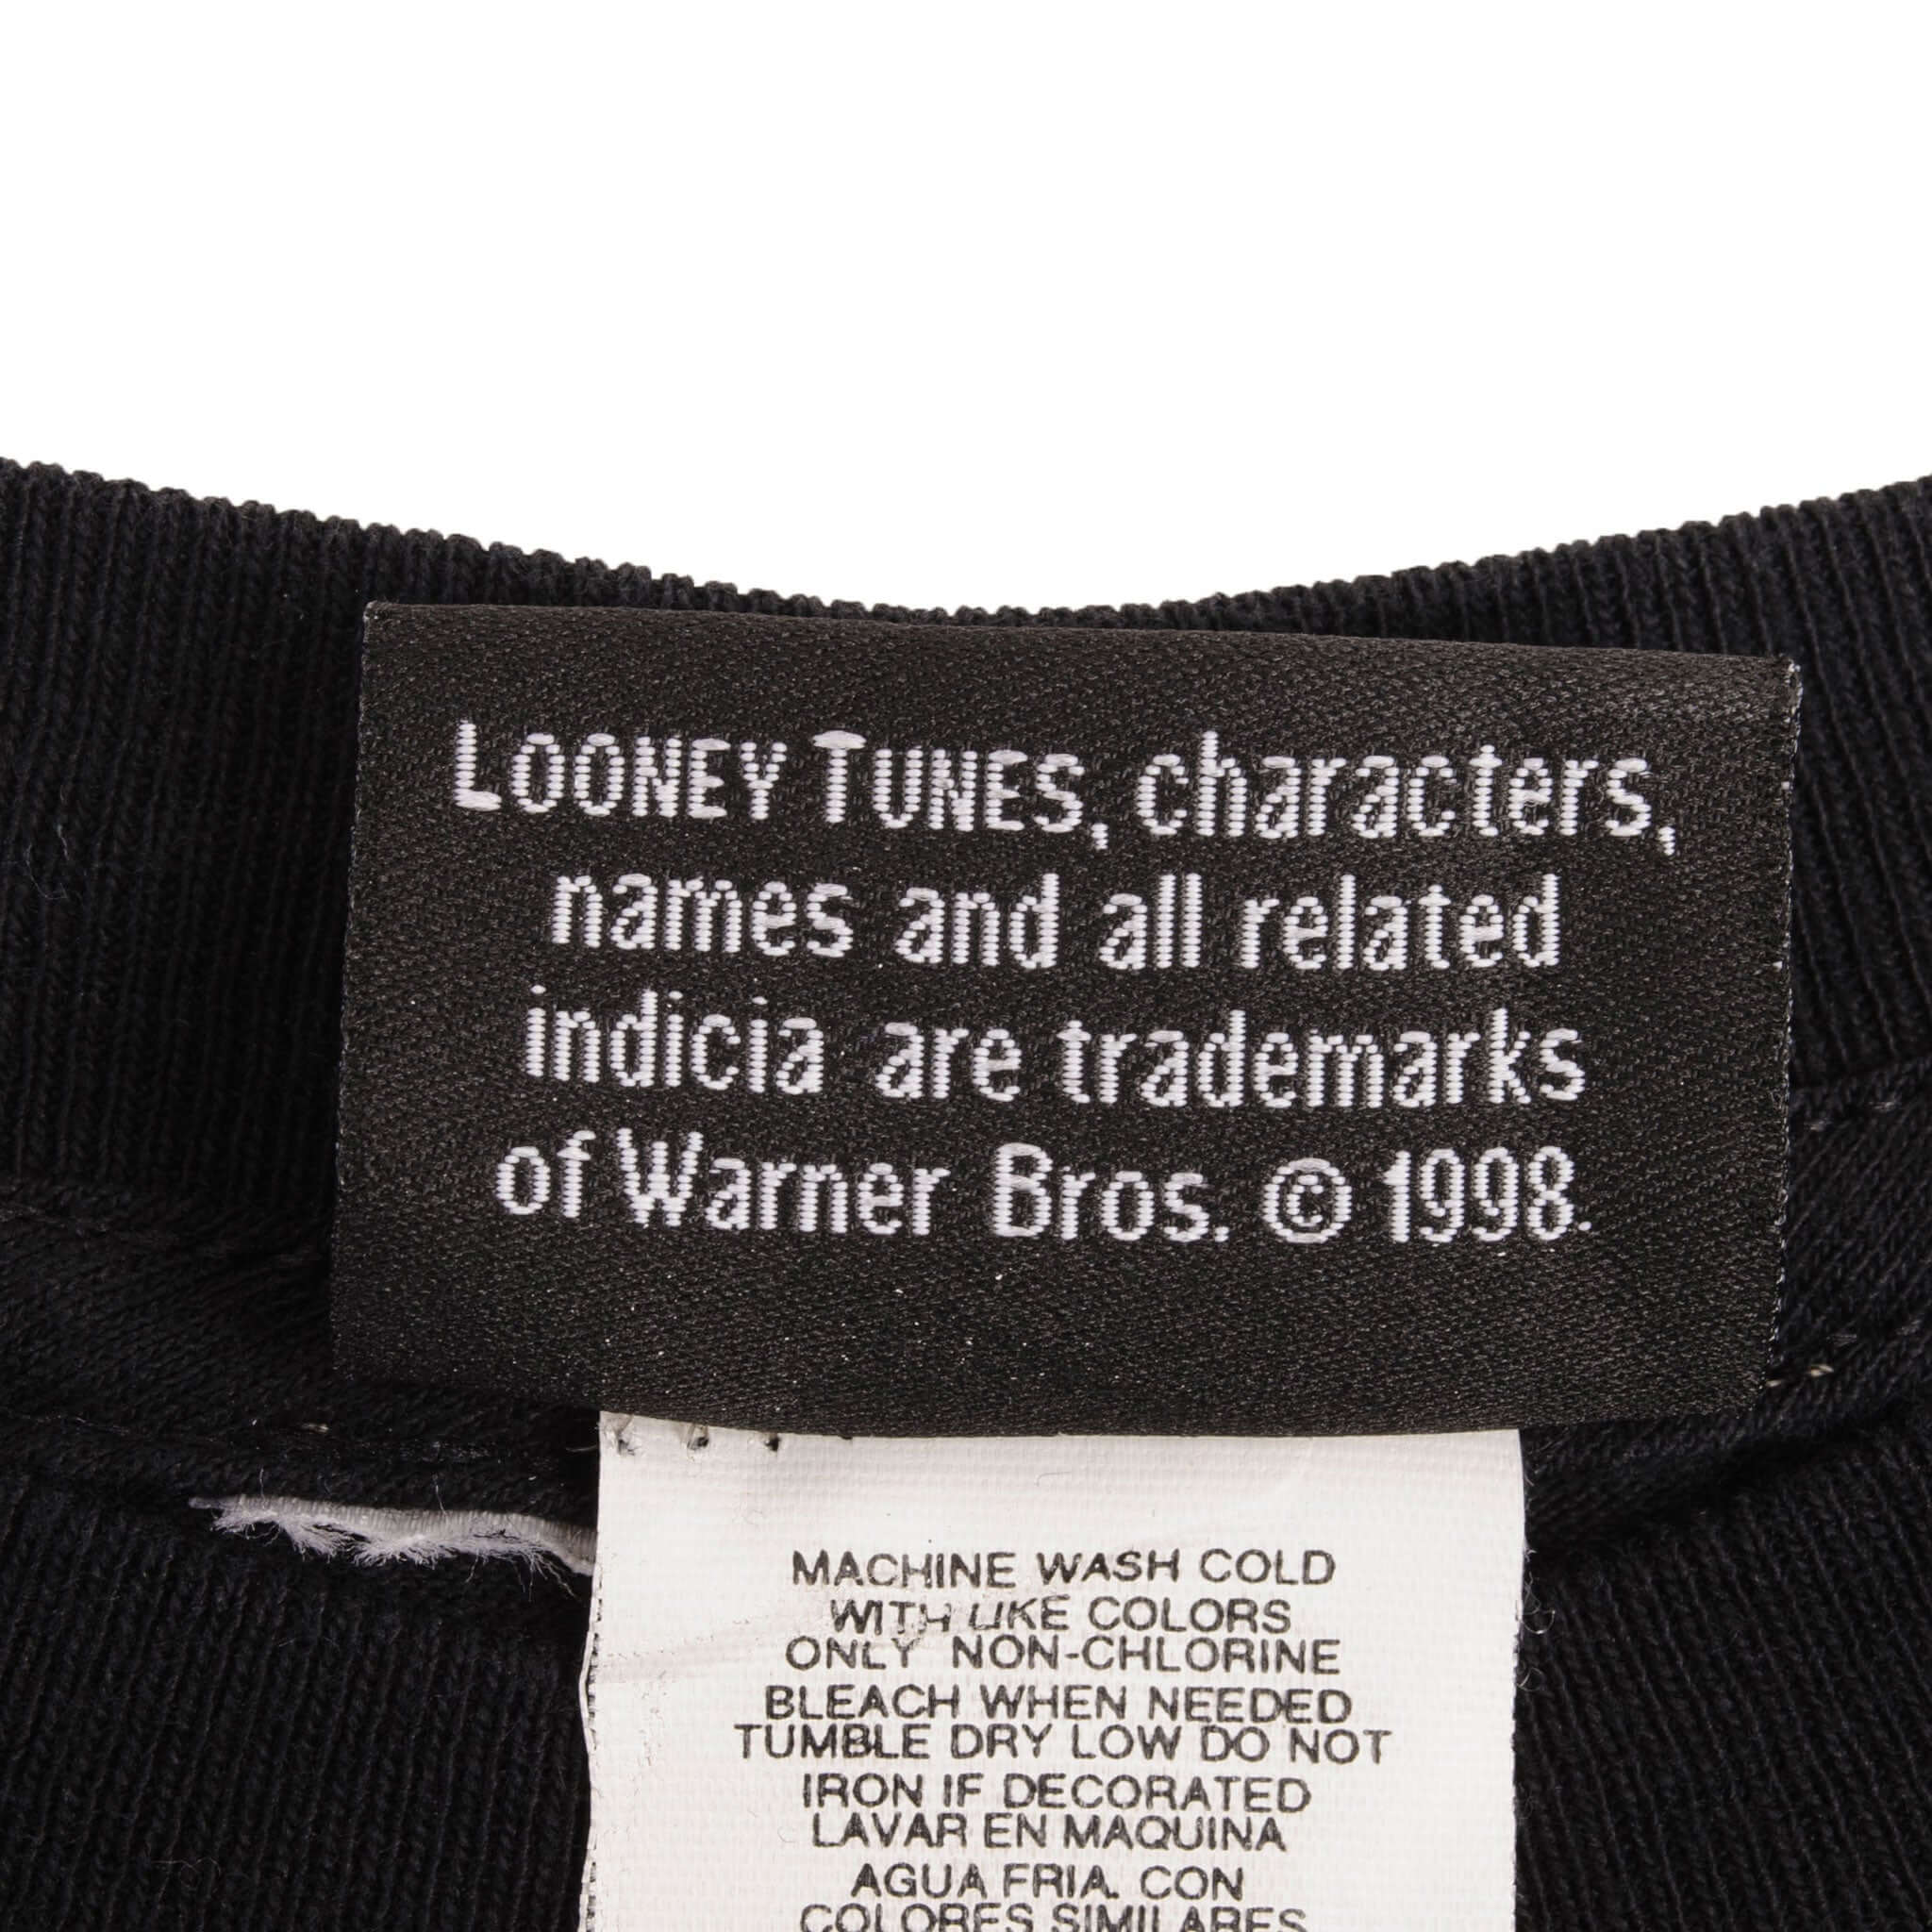 LOONEY TUNES, characters,
names and all related
indicia are trademarks
of Warner Bros. © 1998.
MACHINE WASH COLD
WITH LIKE COLORS
ONLY NON-CHLORINE
BLEACH WHEN NEEDED
TUMBLE DRY LOW DO NOT
IRON IF DECORATED
LAVAR EN MAQUINA
AGUA FRIA. CON
COLORES SIMILARES